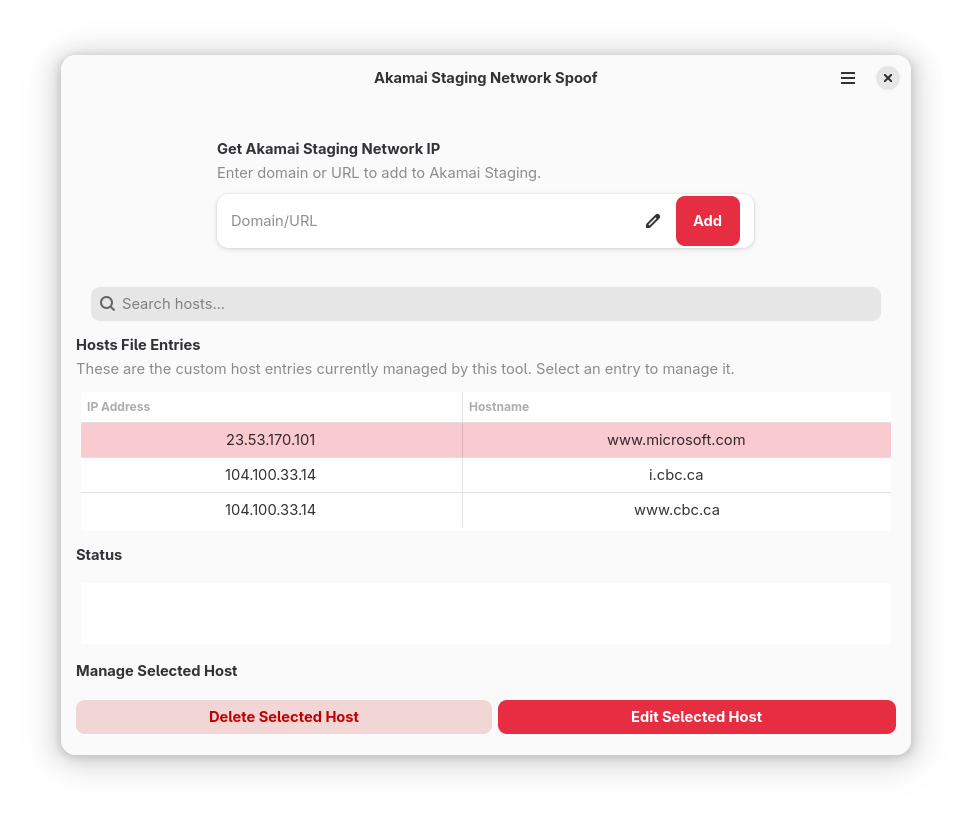 Akamai Staging Network Spoof
Get Akamai Staging Network IP
Enter domain or URL to add to Akamai Staging.
Domain/URL
Add
Search hosts...
Hosts File Entries
These are the custom host entries currently managed by this tool. Select an entry to manage it.
IP Address Hostname
23.53.170.101 www.microsoft.com
104.100.33.14 i.cbc.ca
104.100.33.14 www.cbc.ca
Status
Manage Selected Host
Delete Selected Host Edit Selected Host